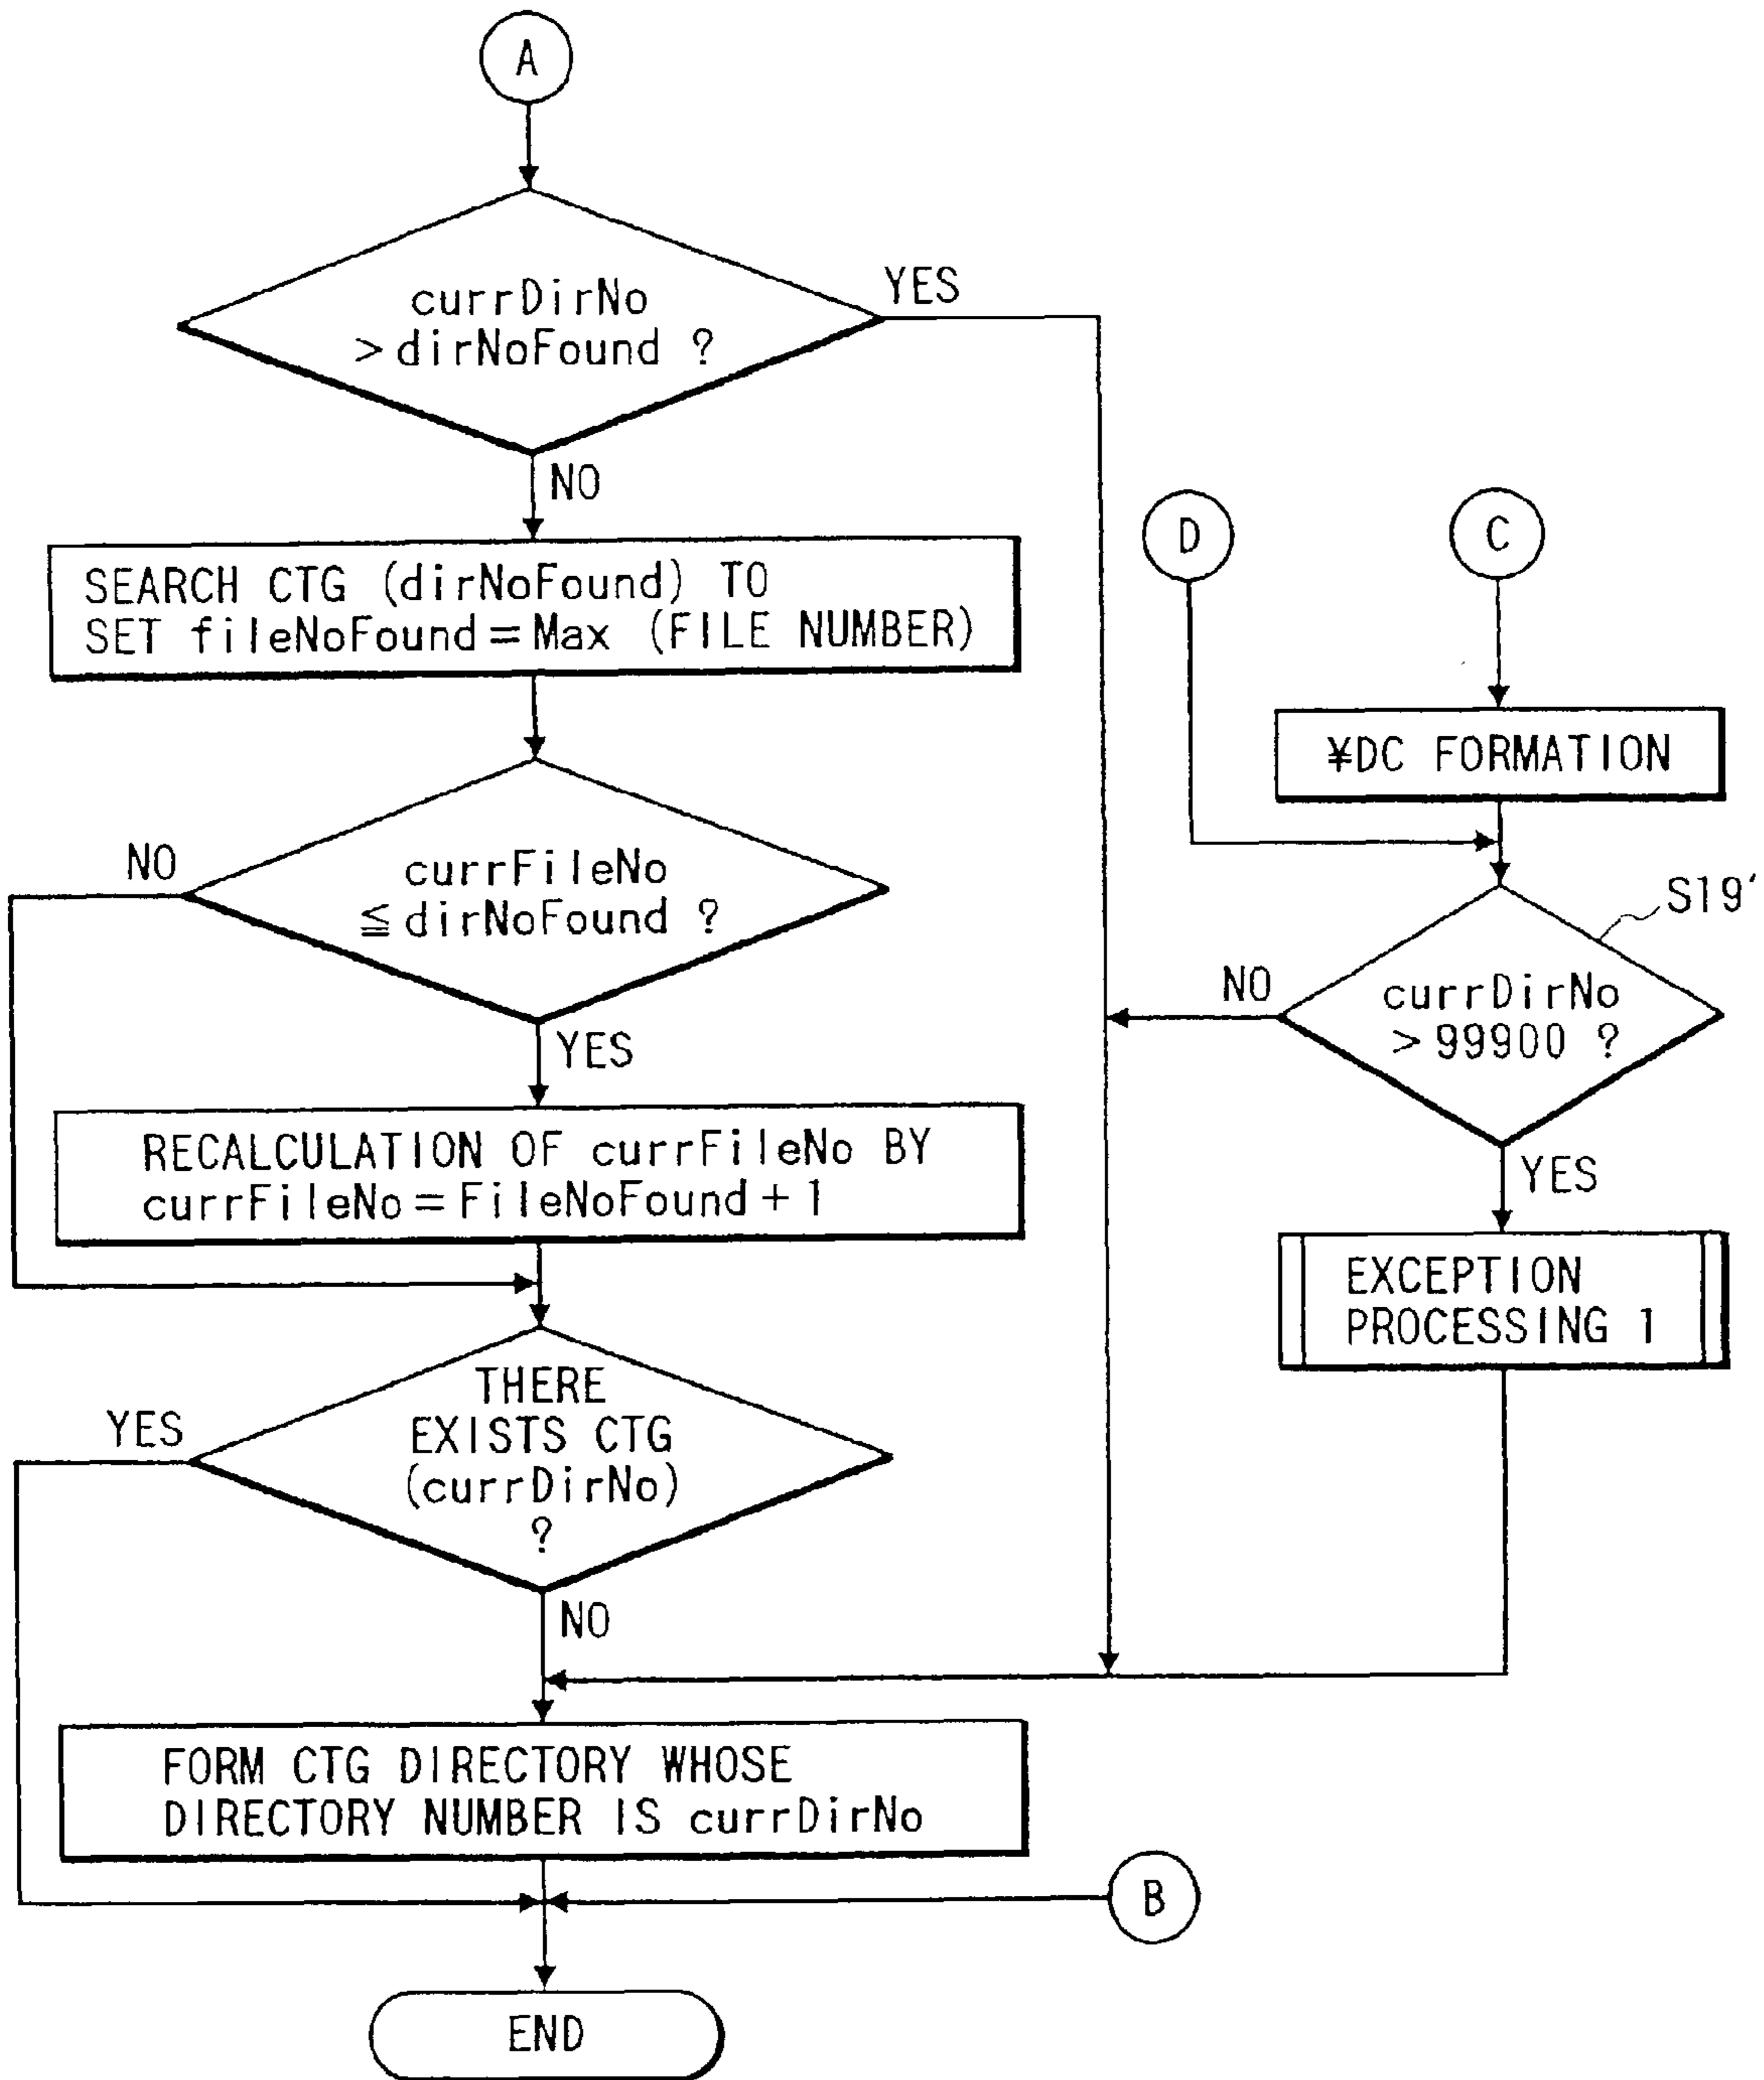 A
currDirNo
> dirNoFound ?
YES
NO
SEARCH CTG (dirNoFound) TO
SET fileNoFound = Max (FILE NUMBER)
D
C
¥DC FORMATION
NO
currFileNo
≦ dirNoFound ?
YES
S19'
NO
currDirNo
> 99900 ?
YES
RECALCULATION OF currFileNo BY
currFileNo = FileNoFound + 1
EXCEPTION
PROCESSING 1
YES
THERE
EXISTS CTG
(currDirNo)
?
NO
FORM CTG DIRECTORY WHOSE
DIRECTORY NUMBER IS currDirNo
B
END